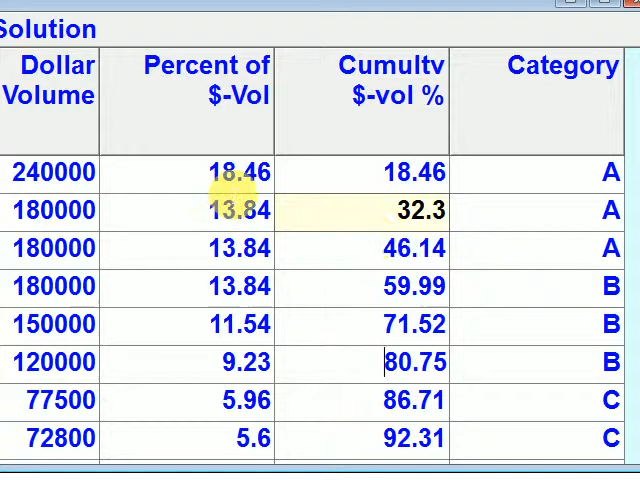 Solution
Dollar Volume Percent of $-Vol Cumultv $-vol % Category
240000 18.46 18.46 A
180000 13.84 32.3 A
180000 13.84 46.14 A
180000 13.84 59.99 B
150000 11.54 71.52 B
120000 9.23 80.75 B
77500 5.96 86.71 C
72800 5.6 92.31 C